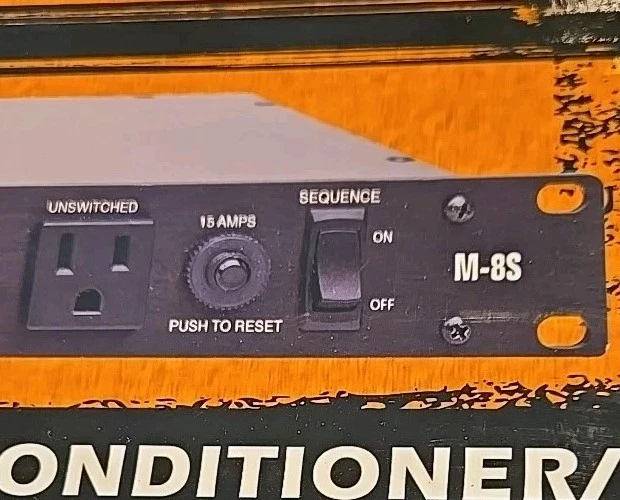 UNSWITCHED
15 AMPS
PUSH TO RESET
SEQUENCE
ON
OFF
M-8S
ONDITIONER/